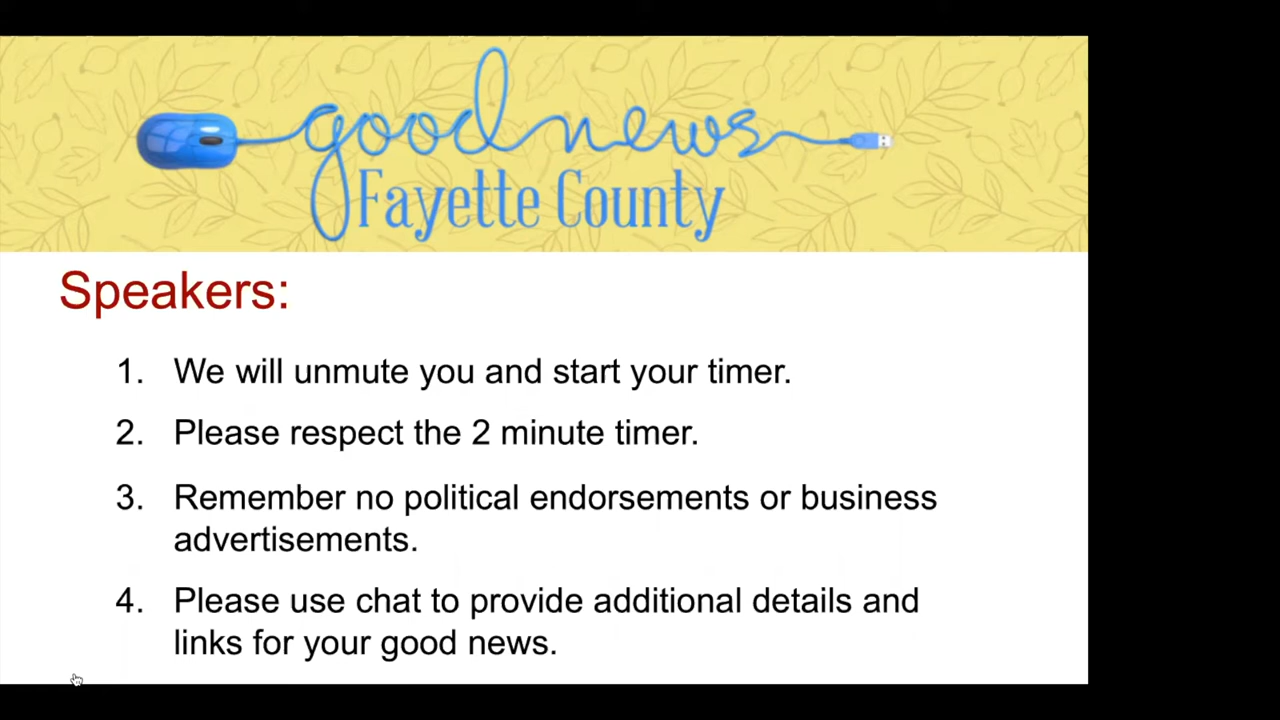 good news
Fayette County
Speakers:
1. We will unmute you and start your timer.
2. Please respect the 2 minute timer.
3. Remember no political endorsements or business
advertisements.
4. Please use chat to provide additional details and
links for your good news.